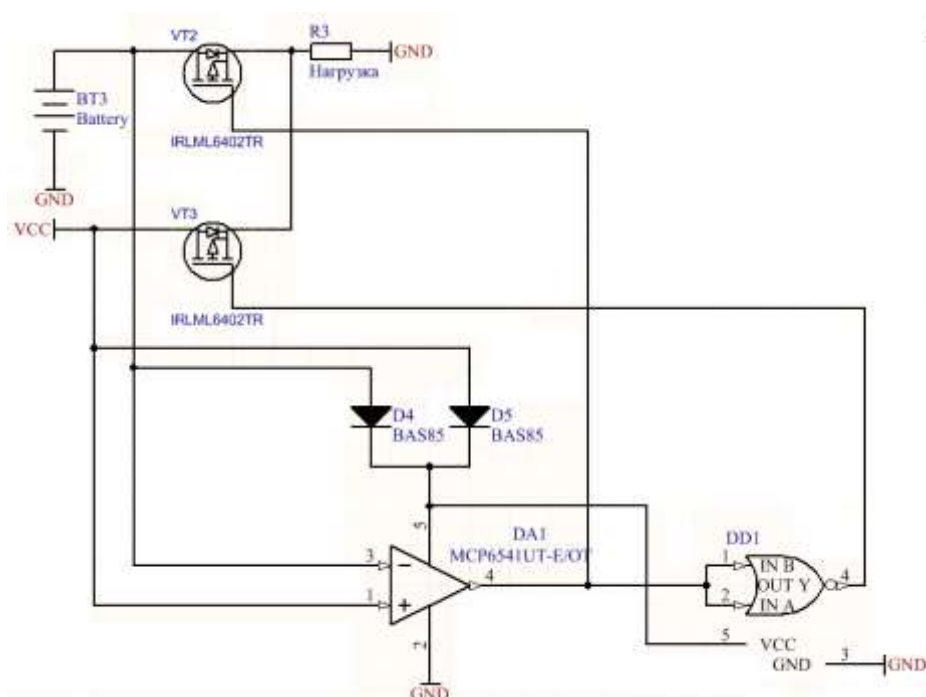 VT2
R3
GND
Нагрузка
BT3
Battery
IRLML6402TR
GND
VCC
VT3
IRLML6402TR
D4
BAS85
D5
BAS85
5
DA1
MCP6541UT-E/OT
DD1
3
4
1
IN B
OUT Y
4
1
2
IN A
2
5
VCC
GND
3
GND
GND